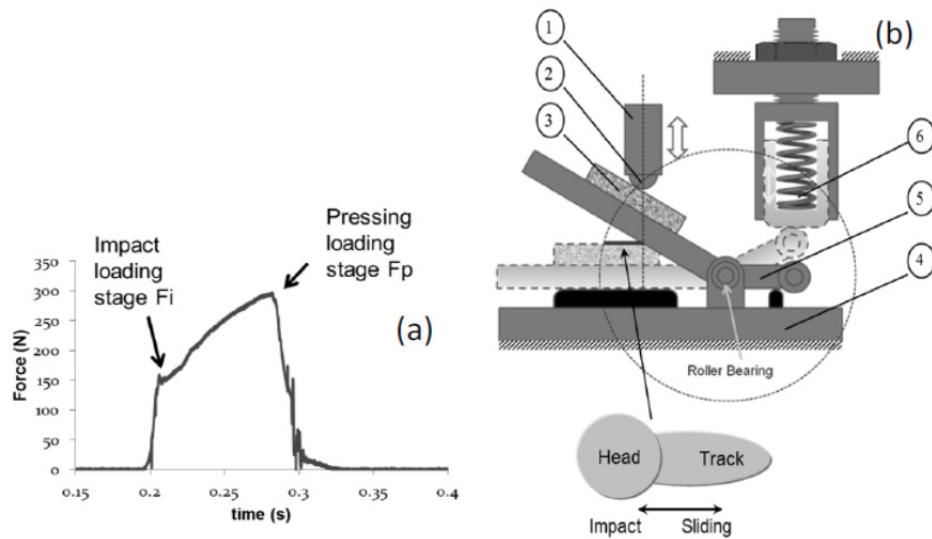 Impact
loading
stage Fi
Pressing
loading
stage Fp
(a)
Force (N)
350
300
250
200
150
100
50
0
0.15
0.2
0.25
0.3
0.35
0.4
time (s)
(b)
1
2
3
6
5
4
Roller Bearing
Head
Track
Impact
Sliding